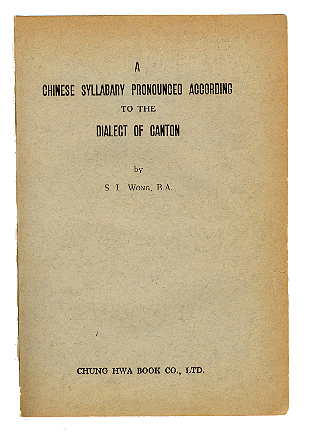 A
CHINESE SYLLABARY PRONOUNCED ACCORDING
TO THE
DIALECT OF CANTON
by
S. L. WONG, B.A.
CHUNG HWA BOOK CO., LTD.